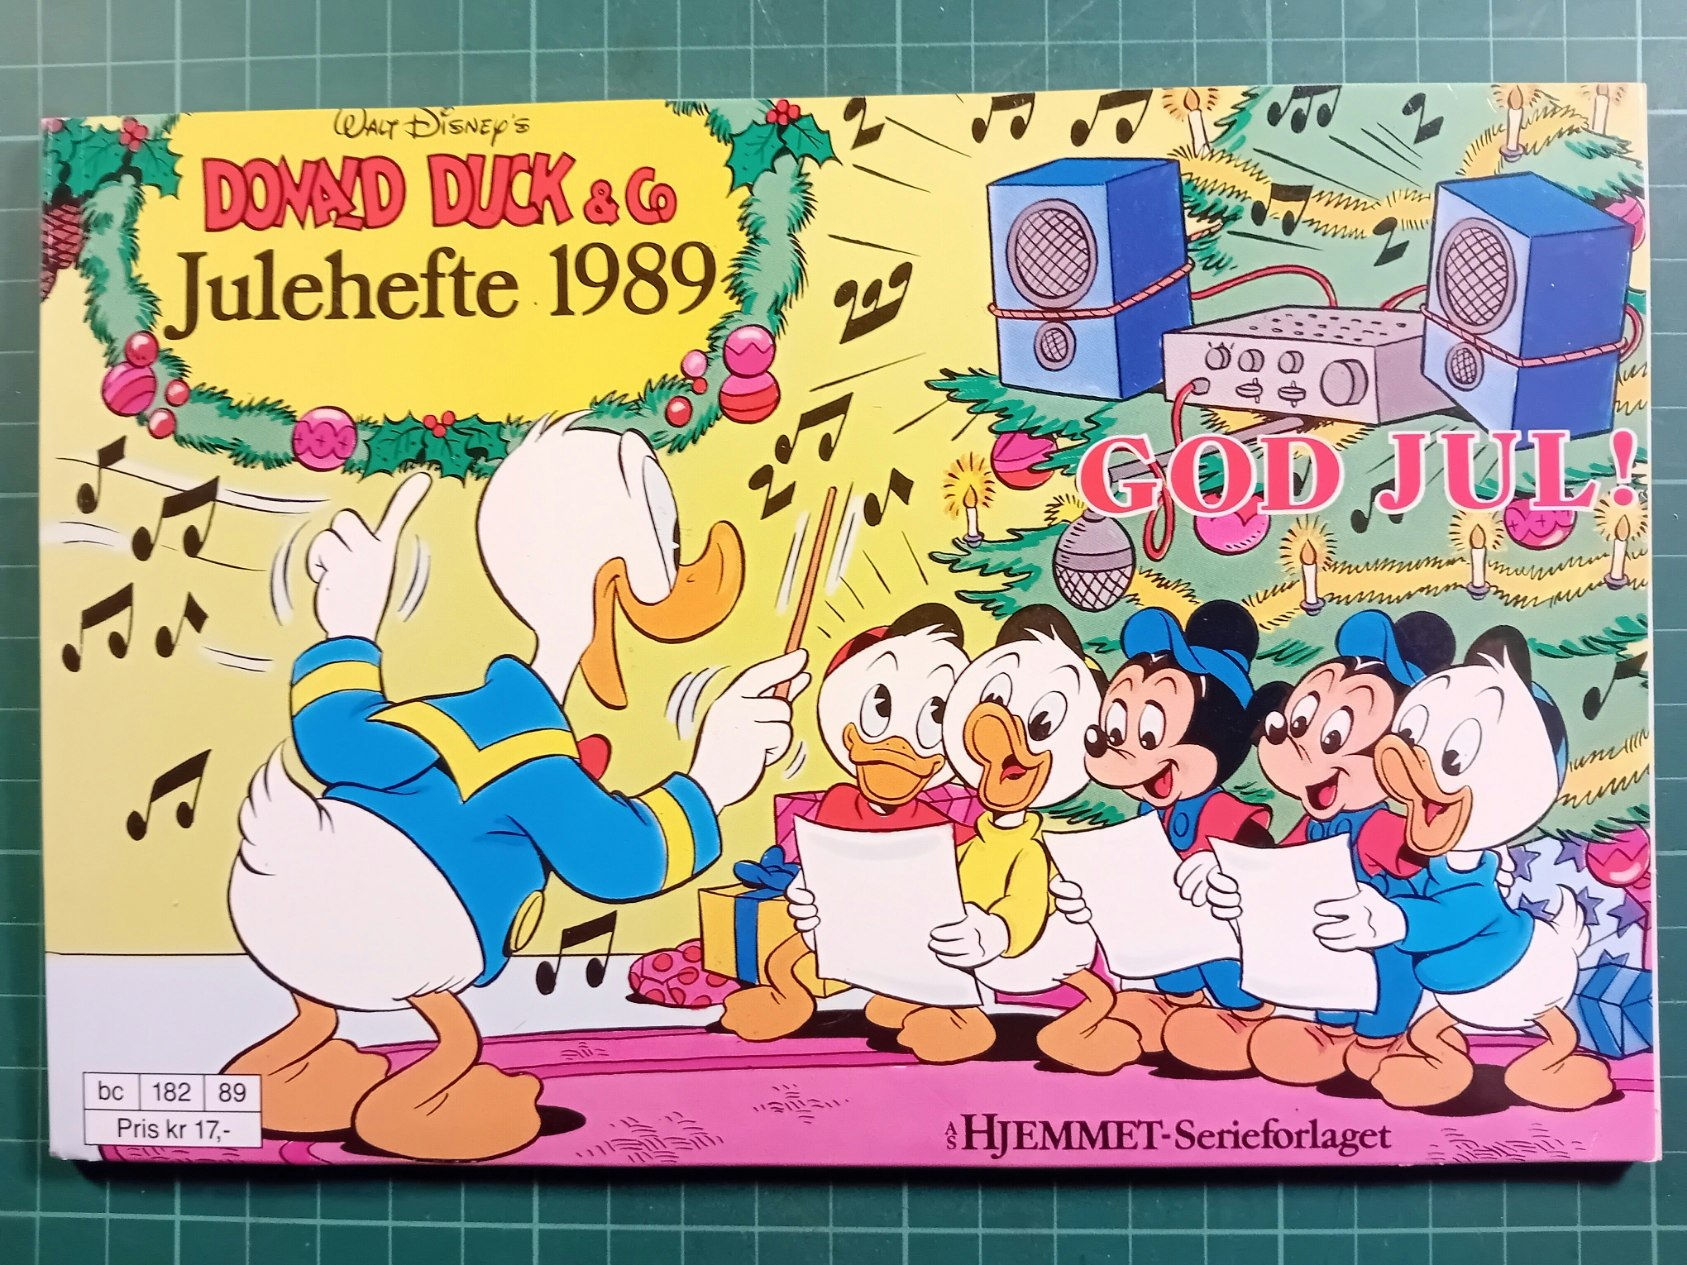 WALT DISNEY'S
DONALD DUCK & Co
Julehefte 1989
GOD JUL!
bc 182 89
Pris kr 17,-
A/S HJEMMET-Serieforlaget